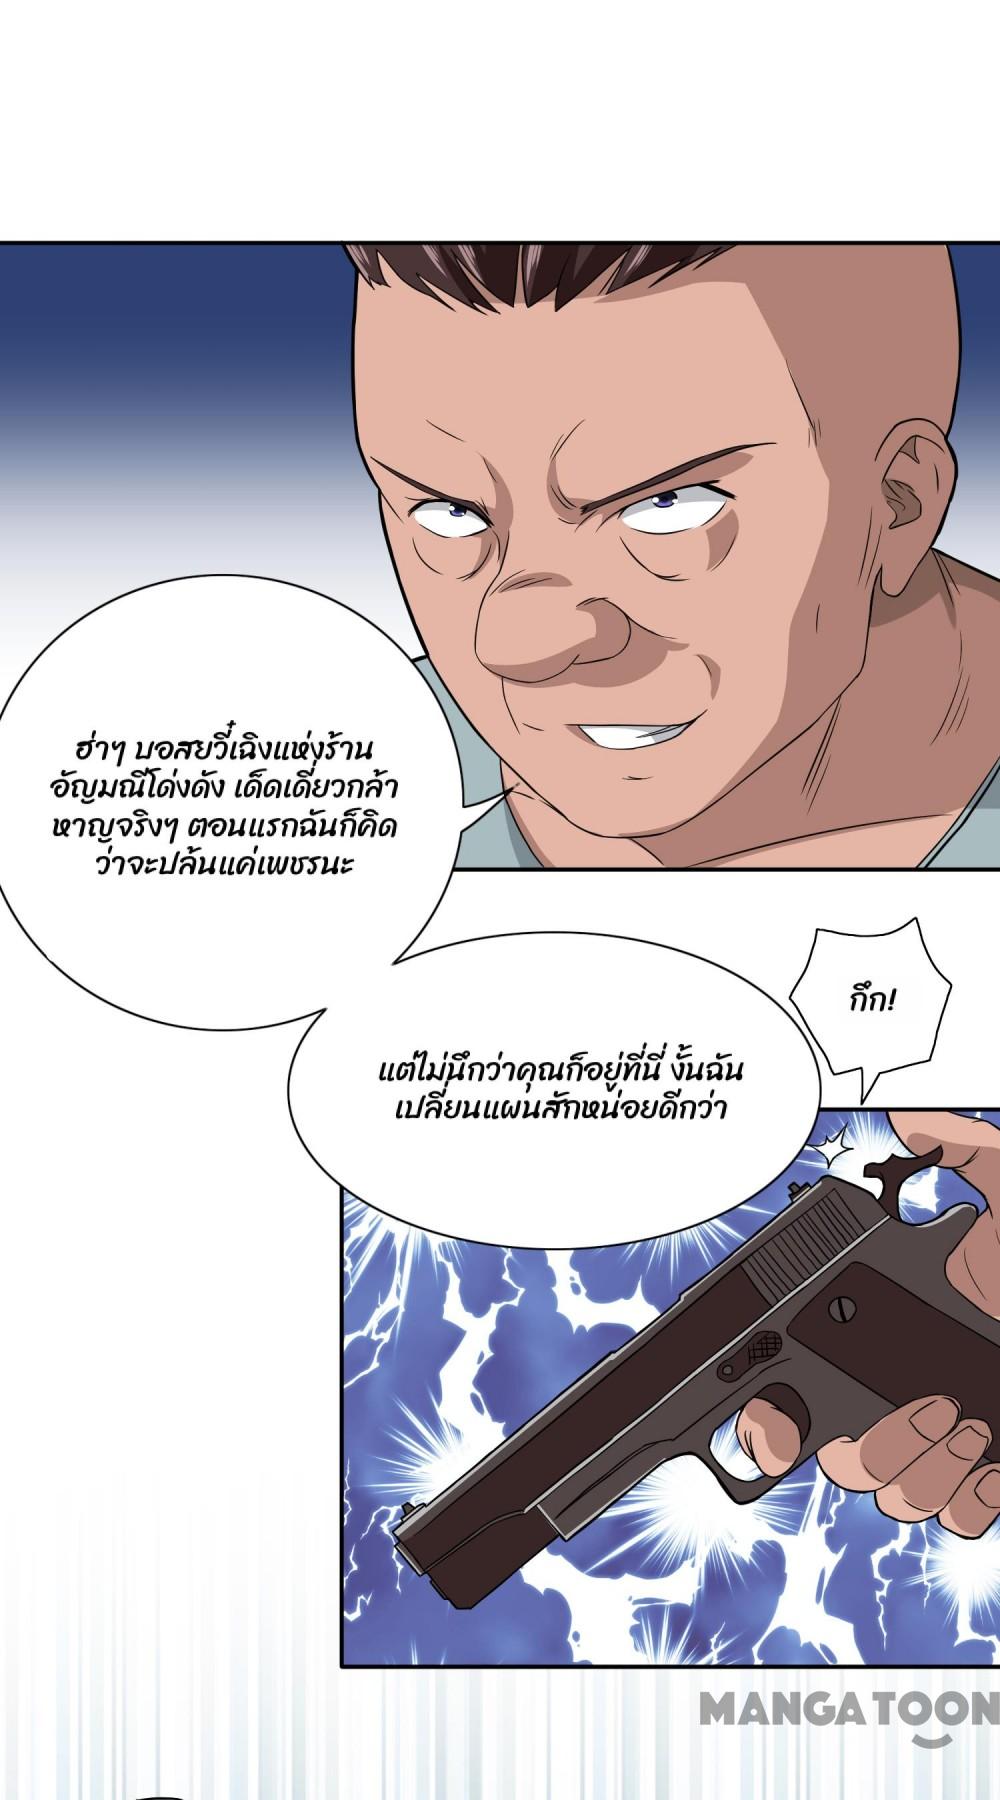 ฮ่าๆ บอสยวี๋เฉิงแห่งร้าน
อัญมณีโด่งดัง เด็ดเดี่ยวกล้า
หาญจริงๆ ตอนแรกฉันก็คิด
ว่าจะปล้นแค่เพชรนะ
กึก!
แต่ไม่นึกว่าคุณก็อยู่ที่นี่ งั้นฉัน
เปลี่ยนแผนสักหน่อยดีกว่า
MANGATOON